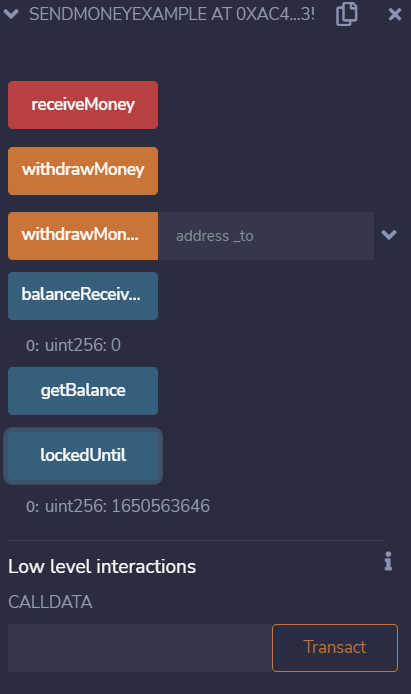 SENDMONEYEXAMPLE AT 0XAC4...3!
receiveMoney
withdrawMoney
withdrawMon... address _to
balanceReceiv...
0: uint256: 0
getBalance
lockedUntil
0: uint256: 1650563646
Low level interactions
CALLDATA
Transact